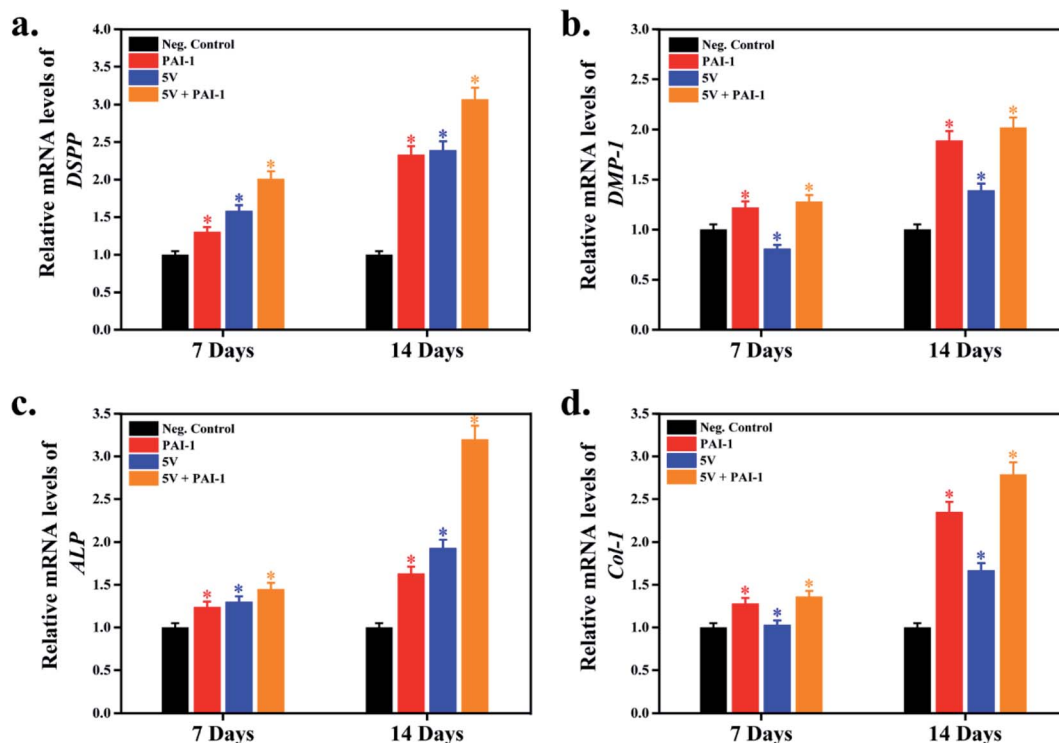 a.
Relative mRNA levels of
DSPP
4.0
3.5
3.0
2.5
2.0
1.5
1.0
0.5
0.0
Neg. Control
PAI-1
5V
5V + PAI-1
*
*
*
*
*
*
7 Days
14 Days
b.
Relative mRNA levels of
DMP-1
2.5
2.0
1.5
1.0
0.5
0.0
Neg. Control
PAI-1
5V
5V + PAI-1
*
*
*
*
*
*
7 Days
14 Days
c.
Relative mRNA levels of
ALP
3.5
3.0
2.5
2.0
1.5
1.0
0.5
0.0
Neg. Control
PAI-1
5V
5V + PAI-1
*
*
*
*
*
*
7 Days
14 Days
d.
Relative mRNA levels of
Col-1
3.5
3.0
2.5
2.0
1.5
1.0
0.5
0.0
Neg. Control
PAI-1
5V
5V + PAI-1
*
*
*
*
*
*
7 Days
14 Days